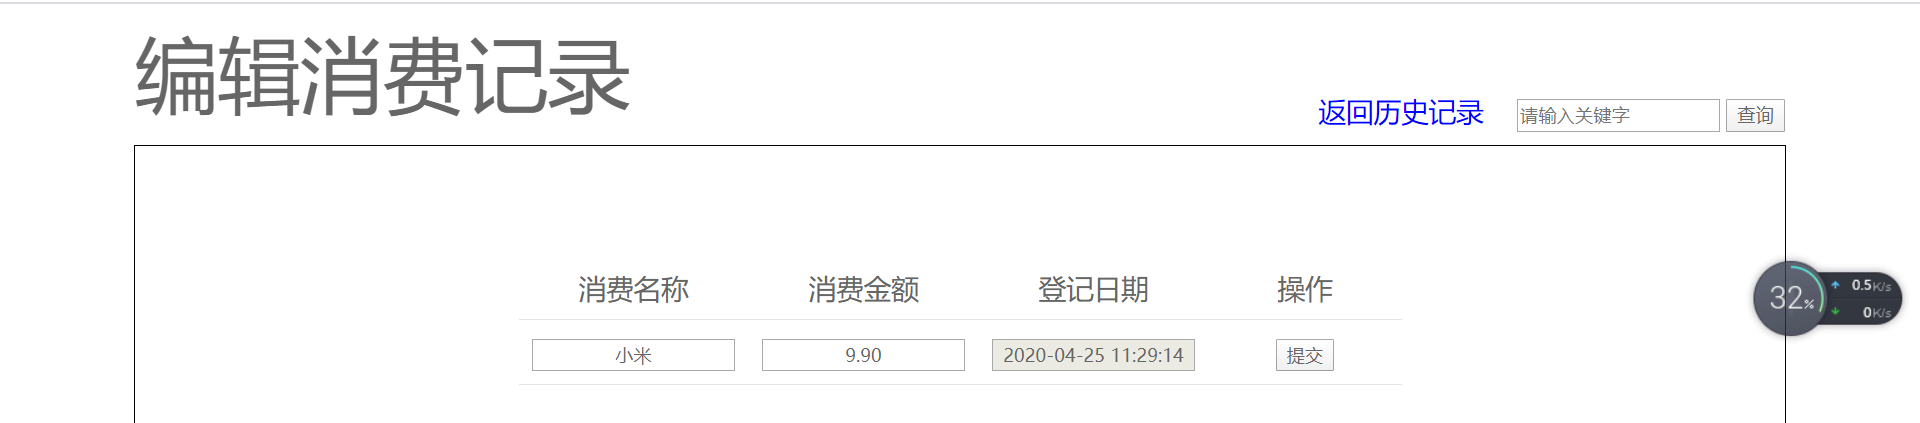 编辑消费记录
返回历史记录 请输入关键字 查询
消费名称 消费金额 登记日期 操作
小米 9.90 2020-04-25 11:29:14 提交
32% 0.5K/s
0K/s